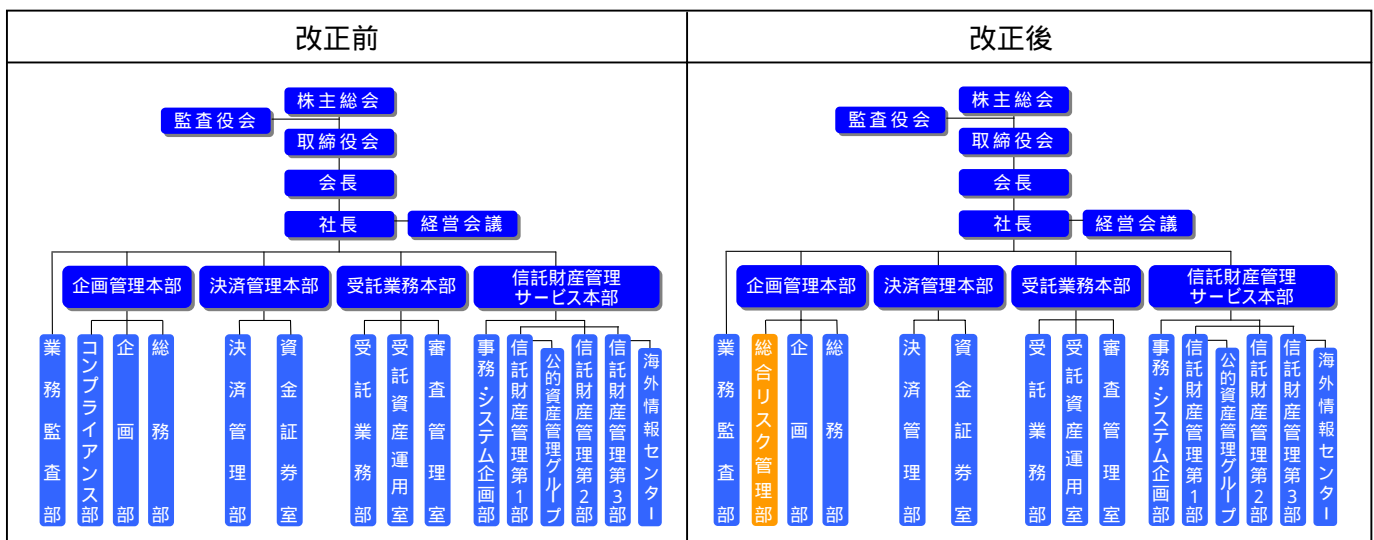 改正前
株主総会
監査役会
取締役会
会長
社長
経営会議
企画管理本部
決済管理本部
受託業務本部
信託財産管理
サービス本部
業務監査部
コンプライアンス部
企画部
総務部
決済管理部
資金証券室
受託業務部
受託資産運用室
審査管理室
事務・システム企画部
信託財産管理第1部
公的資産管理グループ
信託財産管理第2部
信託財産管理第3部
海外情報センター
改正後
株主総会
監査役会
取締役会
会長
社長
経営会議
企画管理本部
決済管理本部
受託業務本部
信託財産管理
サービス本部
業務監査部
総合リスク管理部
企画部
総務部
決済管理部
資金証券室
受託業務部
受託資産運用室
審査管理室
事務・システム企画部
信託財産管理第1部
公的資産管理グループ
信託財産管理第2部
信託財産管理第3部
海外情報センター